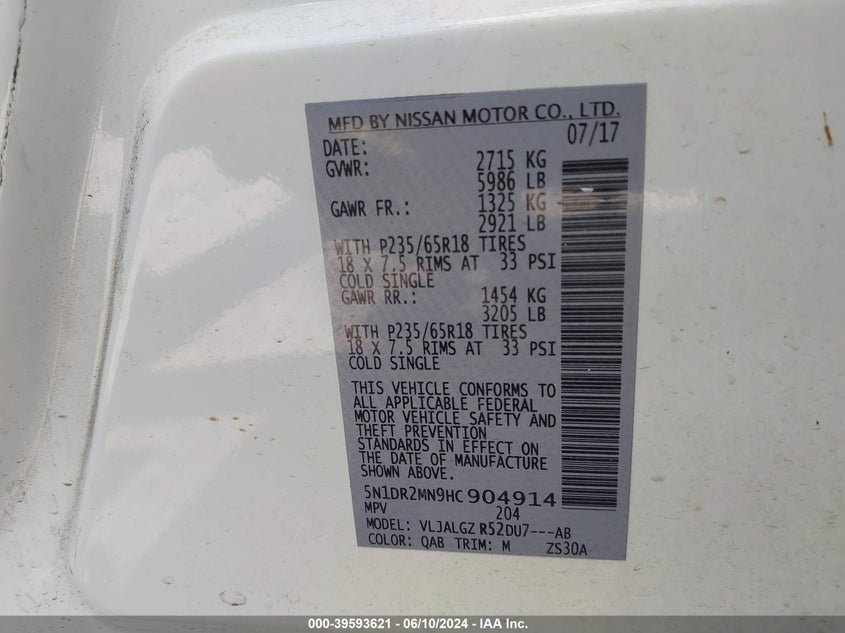 MFD BY NISSAN MOTOR CO., LTD.
DATE: 07/17
GVWR: 2715 KG
5986 LB
GAWR FR.: 1325 KG
2921 LB
WITH P235/65R18 TIRES
18 X 7.5 RIMS AT 33 PSI
COLD SINGLE
GAWR RR.: 1454 KG
3205 LB
WITH P235/65R18 TIRES
18 X 7.5 RIMS AT 33 PSI
COLD SINGLE
THIS VEHICLE CONFORMS TO
ALL APPLICABLE FEDERAL
MOTOR VEHICLE SAFETY AND
THEFT PREVENTION
STANDARDS IN EFFECT ON
THE DATE OF MANUFACTURE
SHOWN ABOVE.
5N1DR2MN9HC904914
MPV 204
MODEL: VLJALGZ R52DU7---AB
COLOR: QAB TRIM: M ZS30A
000-39593621 - 06/10/2024 - IAA Inc.